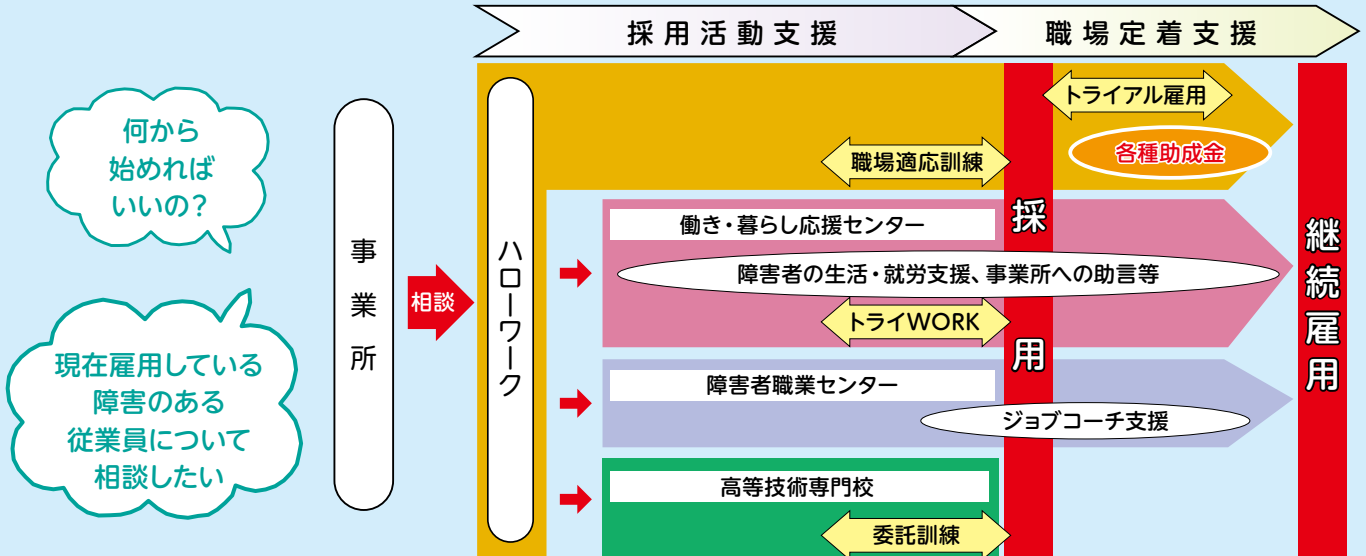 採用活動支援
職場定着支援
何から
始めれば
いいの?
現在雇用している
障害のある
従業員について
相談したい
事業所
相談
ハローワーク
トライアル雇用
各種助成金
職場適応訓練
働き・暮らし応援センター
障害者の生活・就労支援、事業所への助言等
トライWORK
障害者職業センター
ジョブコーチ支援
高等技術専門校
委託訓練
採用
継続雇用